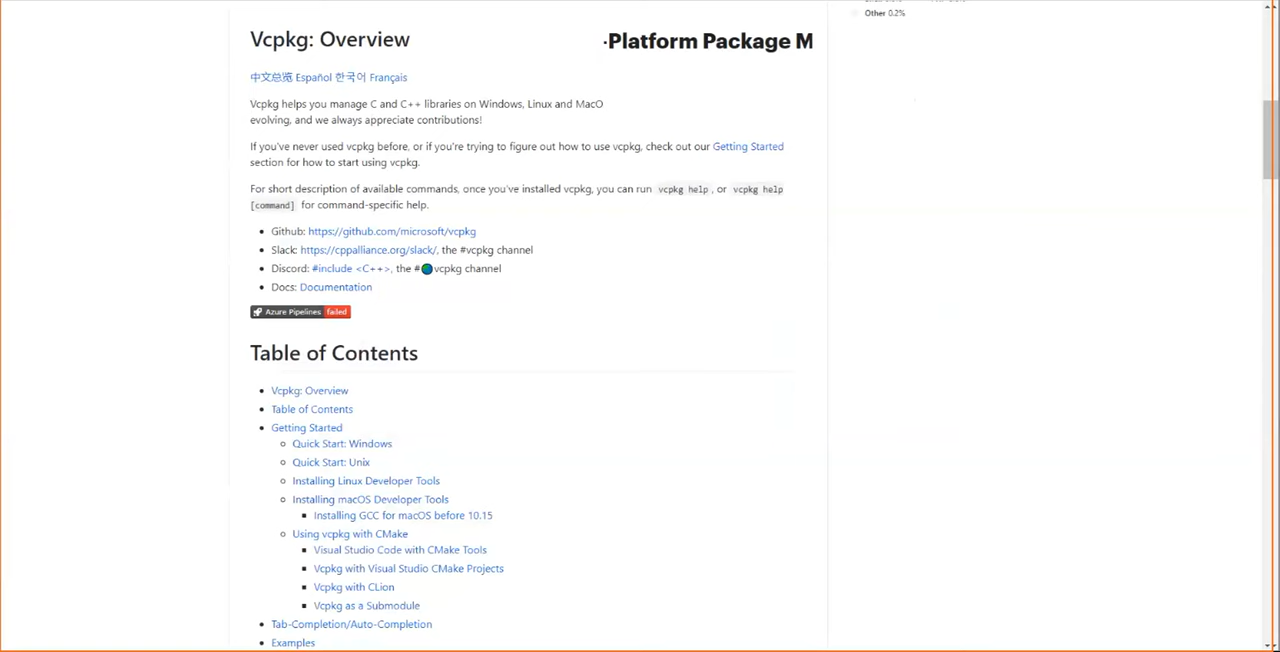 Other 0.2%
Vcpkg: Overview
·Platform Package M
中文总览 Español 한국어 Français
Vcpkg helps you manage C and C++ libraries on Windows, Linux and MacO
evolving, and we always appreciate contributions!
If you've never used vcpkg before, or if you're trying to figure out how to use vcpkg, check out our Getting Started
section for how to start using vcpkg.
For short description of available commands, once you've installed vcpkg, you can run vcpkg help, or vcpkg help
[command] for command-specific help.
Github: https://github.com/microsoft/vcpkg
Slack: https://cppalliance.org/slack/, the #vcpkg channel
Discord: #include <C++>, the #🌏vcpkg channel
Docs: Documentation
Azure Pipelines failed
Table of Contents
Vcpkg: Overview
Table of Contents
Getting Started
Quick Start: Windows
Quick Start: Unix
Installing Linux Developer Tools
Installing macOS Developer Tools
Installing GCC for macOS before 10.15
Using vcpkg with CMake
Visual Studio Code with CMake Tools
Vcpkg with Visual Studio CMake Projects
Vcpkg with CLion
Vcpkg as a Submodule
Tab-Completion/Auto-Completion
Examples